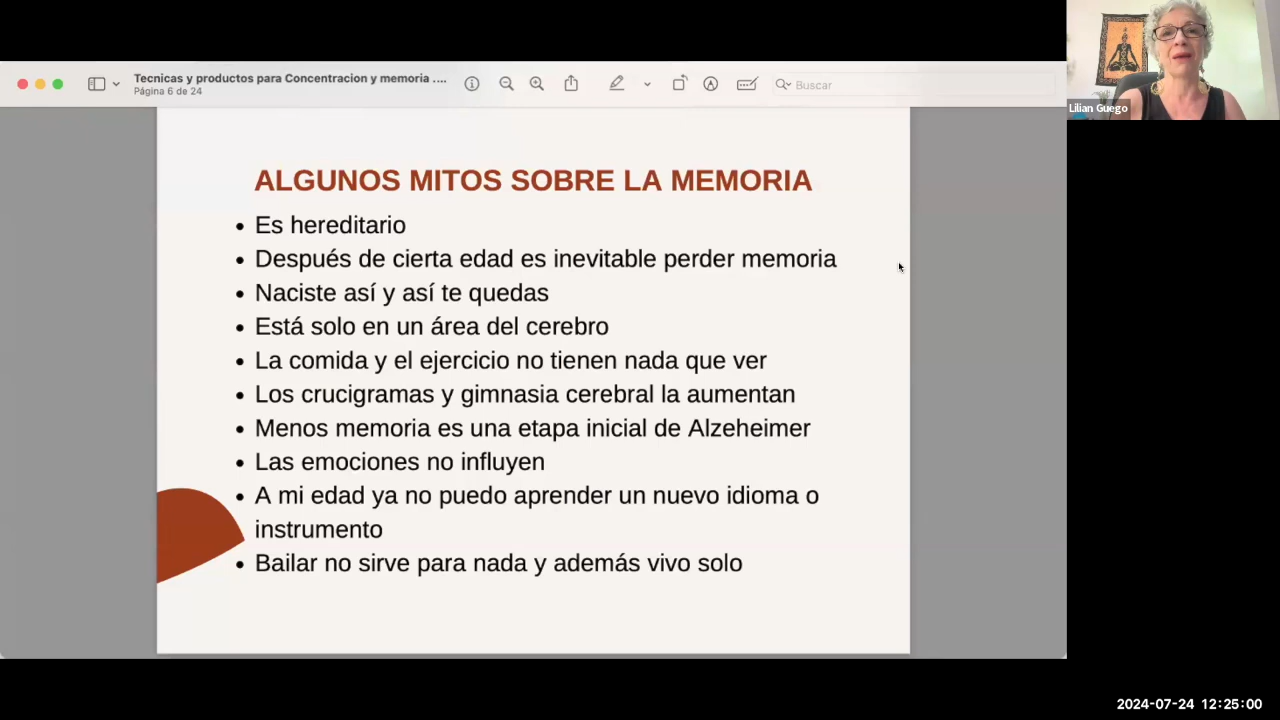 Tecnicas y productos para Concentracion y memoria ....
Página 6 de 24
Buscar
Lilian Guego
ALGUNOS MITOS SOBRE LA MEMORIA
• Es hereditario
• Después de cierta edad es inevitable perder memoria
• Naciste así y así te quedas
• Está solo en un área del cerebro
• La comida y el ejercicio no tienen nada que ver
• Los crucigramas y gimnasia cerebral la aumentan
• Menos memoria es una etapa inicial de Alzeheimer
• Las emociones no influyen
• A mi edad ya no puedo aprender un nuevo idioma o
instrumento
• Bailar no sirve para nada y además vivo solo
2024-07-24 12:25:00